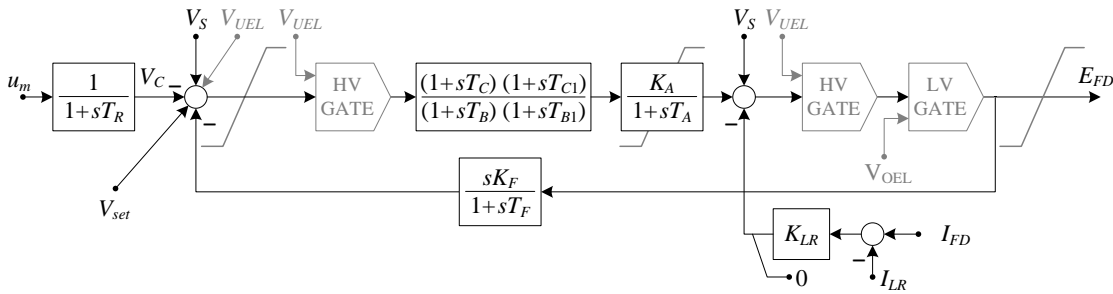 V_S
V_UEL
V_UEL
V_S
V_UEL
u_m
1
1+sT_R
V_C
HV
GATE
(1+sT_C) (1+sT_C1)
(1+sT_B) (1+sT_B1)
K_A
1+sT_A
HV
GATE
LV
GATE
E_FD
V_OEL
V_set
sK_F
1+sT_F
K_LR
I_FD
0
I_LR